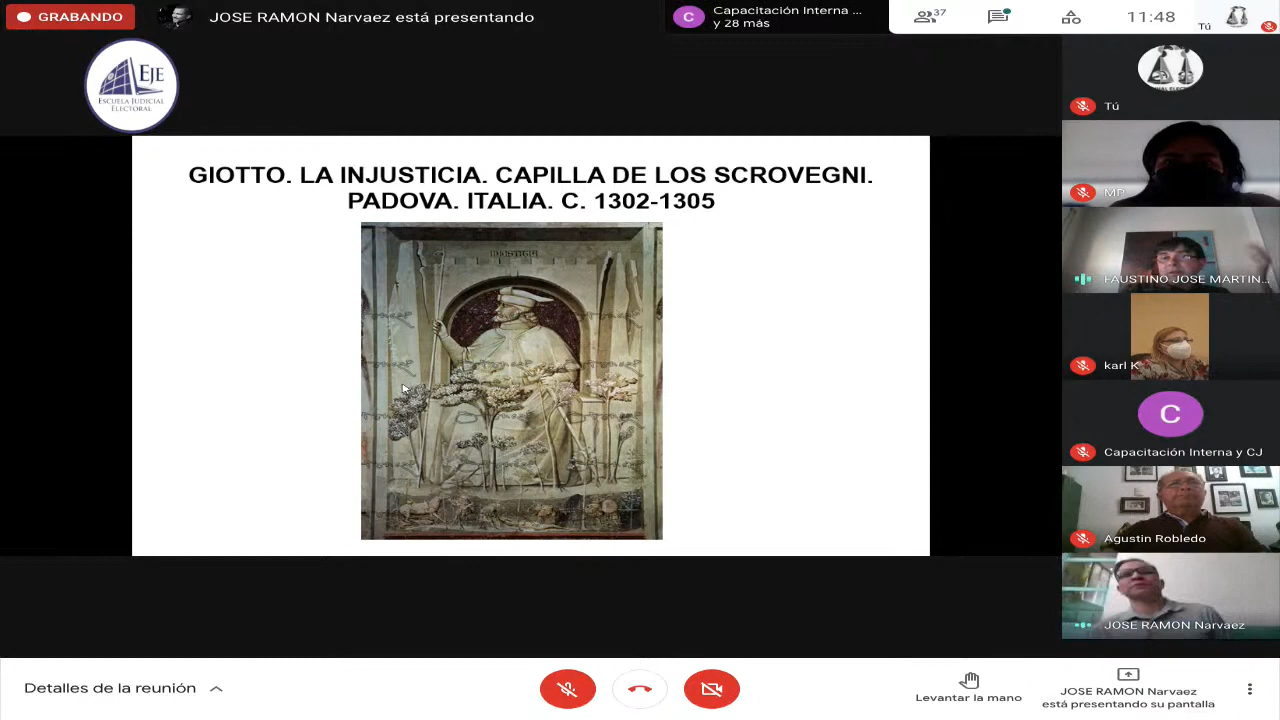 GRABANDO
JOSE RAMON Narvaez está presentando
Capacitación Interna ...
y 28 más
37
11:48
Tú
EJE
ESCUELA JUDICIAL
ELECTORAL
GIOTTO. LA INJUSTICIA. CAPILLA DE LOS SCROVEGNI.
PADOVA. ITALIA. C. 1302-1305
Tú
MP
FAUSTINO JOSE MARTIN...
karl K
C
Capacitación Interna y CJ
Agustin Robledo
JOSE RAMON Narvaez
Detalles de la reunión
Levantar la mano
JOSE RAMON Narvaez
está presentando su pantalla